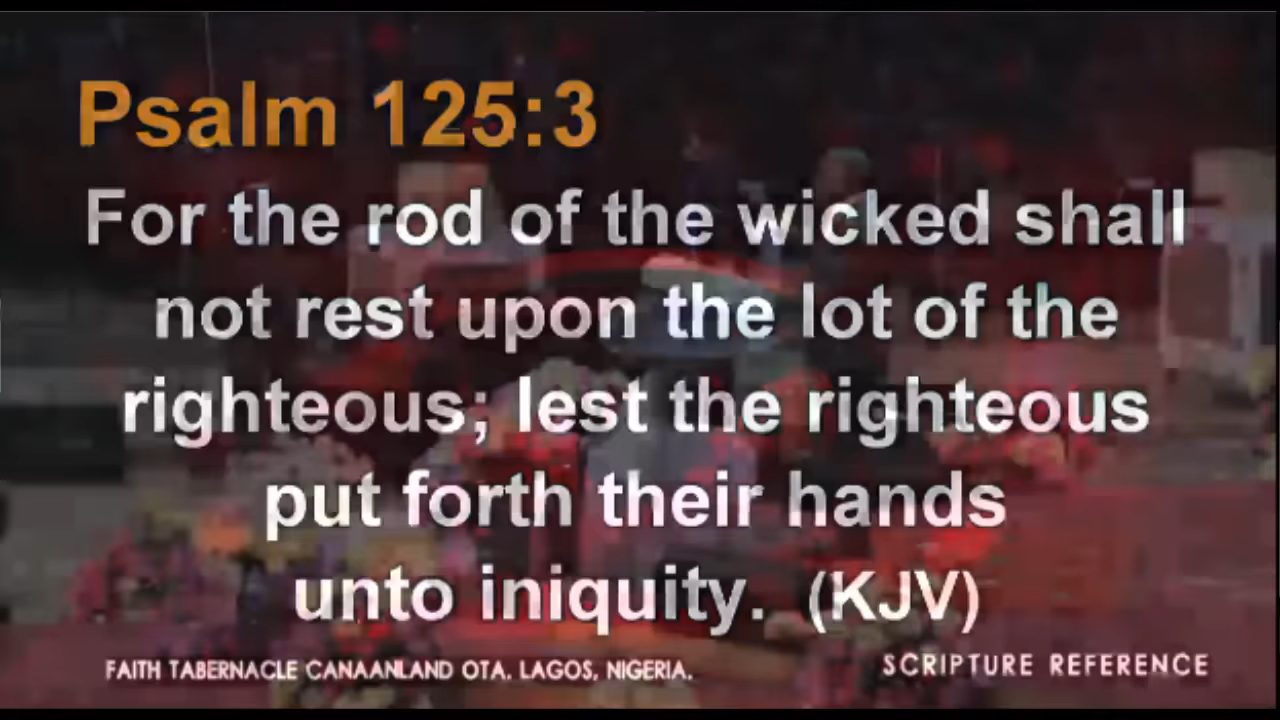 Psalm 125:3
For the rod of the wicked shall
not rest upon the lot of the
righteous; lest the righteous
put forth their hands
unto iniquity. (KJV)
FAITH TABERNACLE CANAANLAND OTA. LAGOS, NIGERIA.
SCRIPTURE REFERENCE